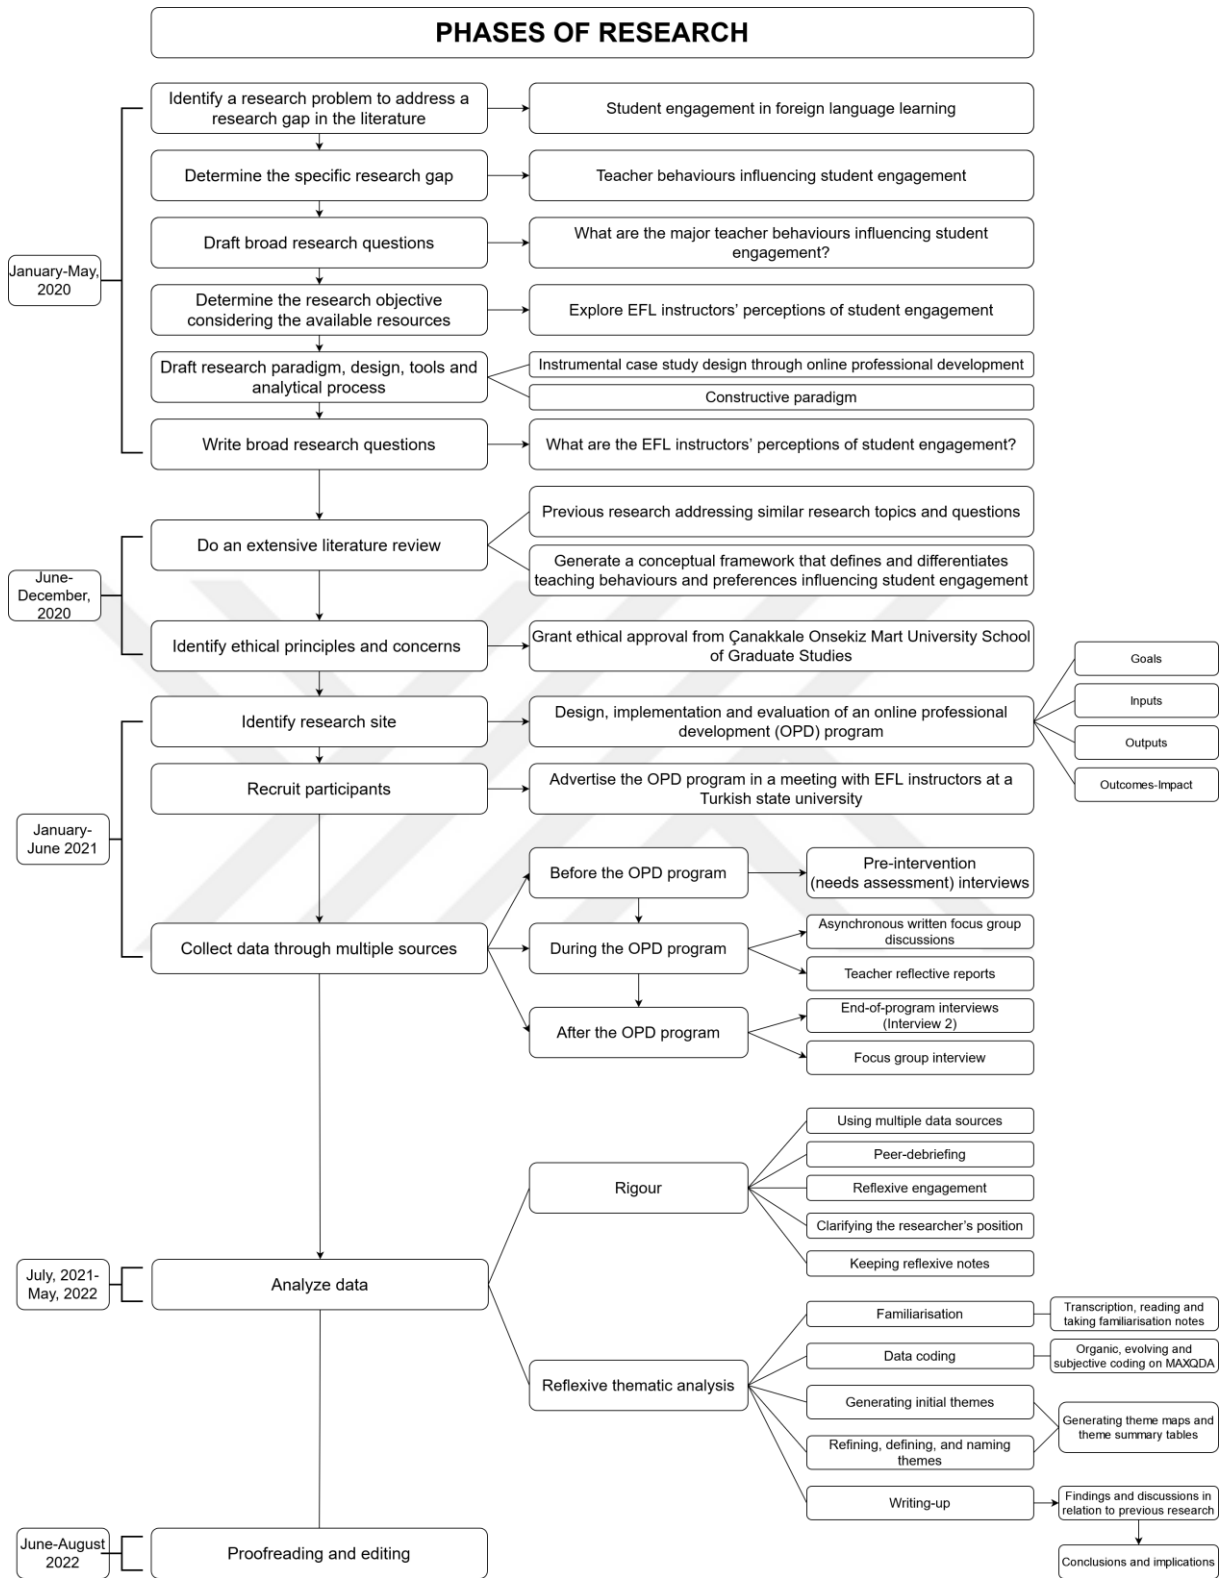 PHASES OF RESEARCH
January-May,
2020
Identify a research problem to address a
research gap in the literature
Student engagement in foreign language learning
Determine the specific research gap
Teacher behaviours influencing student engagement
Draft broad research questions
What are the major teacher behaviours influencing student
engagement?
Determine the research objective
considering the available resources
Explore EFL instructors’ perceptions of student engagement
Draft research paradigm, design, tools and
analytical process
Instrumental case study design through online professional development
Constructive paradigm
Write broad research questions
What are the EFL instructors’ perceptions of student engagement?
June-
December,
2020
Do an extensive literature review
Previous research addressing similar research topics and questions
Generate a conceptual framework that defines and differentiates
teaching behaviours and preferences influencing student engagement
Identify ethical principles and concerns
Grant ethical approval from Çanakkale Onsekiz Mart University School
of Graduate Studies
January-
June 2021
Identify research site
Design, implementation and evaluation of an online professional
development (OPD) program
Goals
Inputs
Outputs
Outcomes-Impact
Recruit participants
Advertise the OPD program in a meeting with EFL instructors at a
Turkish state university
Collect data through multiple sources
Before the OPD program
Pre-intervention
(needs assessment) interviews
During the OPD program
Asynchronous written focus group
discussions
Teacher reflective reports
After the OPD program
End-of-program interviews
(Interview 2)
Focus group interview
July, 2021-
May, 2022
Analyze data
Rigour
Using multiple data sources
Peer-debriefing
Reflexive engagement
Clarifying the researcher’s position
Keeping reflexive notes
Reflexive thematic analysis
Familiarisation
Transcription, reading and
taking familiarisation notes
Data coding
Organic, evolving and
subjective coding on MAXQDA
Generating initial themes
Refining, defining, and naming
themes
Generating theme maps and
theme summary tables
Writing-up
Findings and discussions in
relation to previous research
Conclusions and implications
June-August
2022
Proofreading and editing